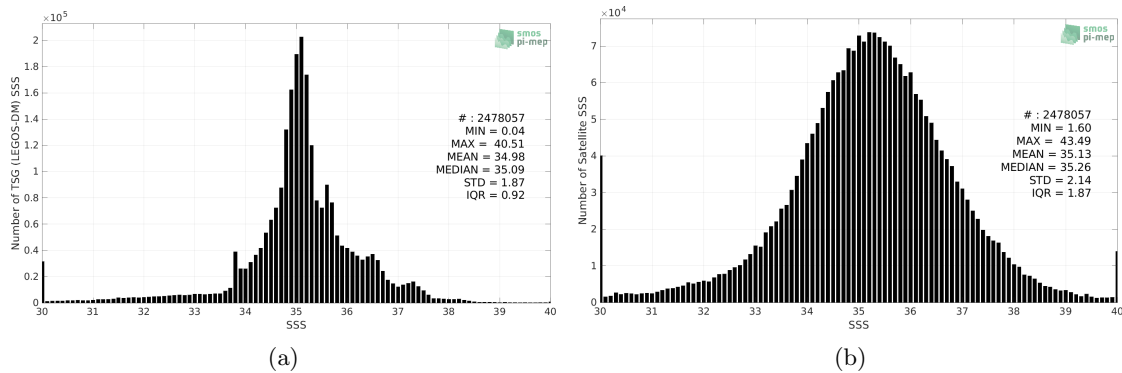 ×10⁵
2
1.8
1.6
1.4
1.2
1
0.8
0.6
0.4
0.2
0
Number of TSG (LEGOS-DM) SSS
smos
pi-mep
# : 2478057
MIN = 0.04
MAX = 40.51
MEAN = 34.98
MEDIAN = 35.09
STD = 1.87
IQR = 0.92
30 31 32 33 34 35 36 37 38 39 40
SSS
(a)
×10⁴
7
6
5
4
3
2
1
0
Number of Satellite SSS
smos
pi-mep
# : 2478057
MIN = 1.60
MAX = 43.49
MEAN = 35.13
MEDIAN = 35.26
STD = 2.14
IQR = 1.87
30 31 32 33 34 35 36 37 38 39 40
SSS
(b)